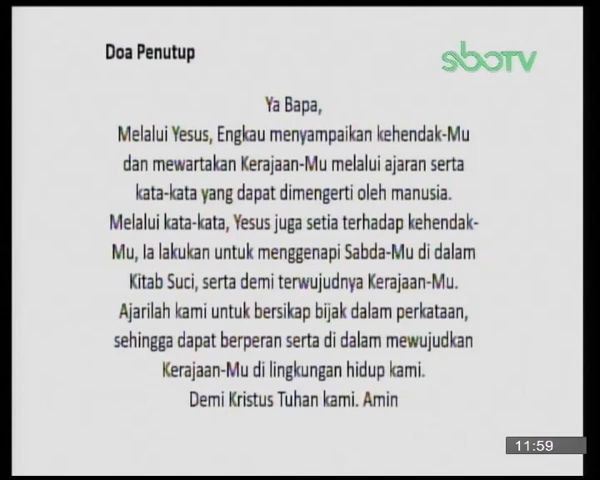 Doa Penutup
sboTV
Ya Bapa,
Melalui Yesus, Engkau menyampaikan kehendak-Mu
dan mewartakan Kerajaan-Mu melalui ajaran serta
kata-kata yang dapat dimengerti oleh manusia.
Melalui kata-kata, Yesus juga setia terhadap kehendak-
Mu, Ia lakukan untuk menggenapi Sabda-Mu di dalam
Kitab Suci, serta demi terwujudnya Kerajaan-Mu.
Ajarilah kami untuk bersikap bijak dalam perkataan,
sehingga dapat berperan serta di dalam mewujudkan
Kerajaan-Mu di lingkungan hidup kami.
Demi Kristus Tuhan kami. Amin
11:59